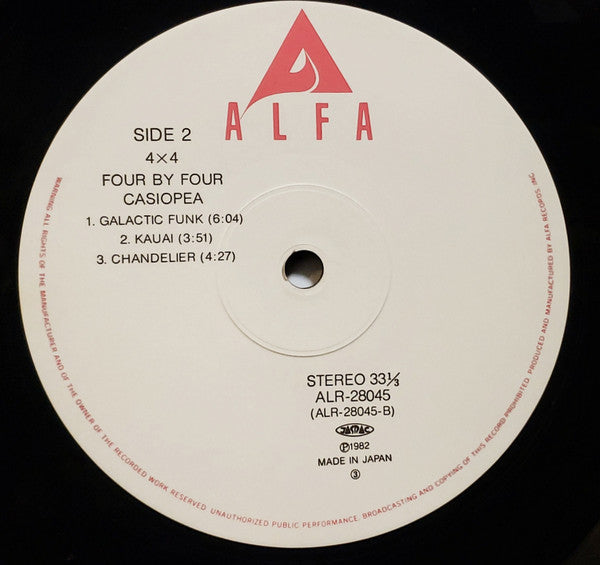 ALFA
SIDE 2
4×4
FOUR BY FOUR
CASIOPEA
1. GALACTIC FUNK (6:04)
2. KAUAI (3:51)
3. CHANDELIER (4:27)
STEREO 33⅓
ALR-28045
(ALR-28045-B)
JASRAC
℗1982
MADE IN JAPAN
③
WARNING: ALL RIGHTS OF THE MANUFACTURER AND OF THE OWNER OF THE RECORDED WORK RESERVED. UNAUTHORIZED PUBLIC PERFORMANCE. BROADCASTING AND COPYING OF THIS RECORD PROHIBITED. PRODUCED AND MANUFACTURED BY ALFA RECORDS. INC.